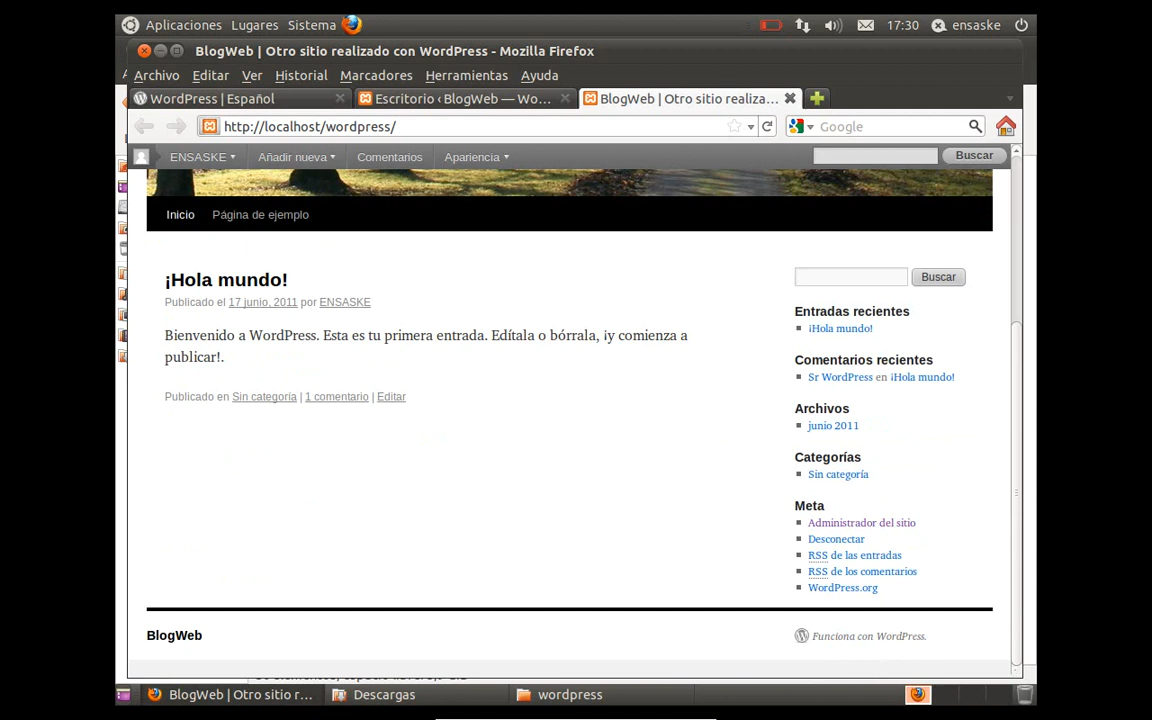 Aplicaciones Lugares Sistema 17:30 ensaske
BlogWeb | Otro sitio realizado con WordPress - Mozilla Firefox
Archivo Editar Ver Historial Marcadores Herramientas Ayuda
WordPress | Español Escritorio ‹ BlogWeb — Wo... BlogWeb | Otro sitio realiza...
http://localhost/wordpress/ Google
ENSASKE Añadir nueva Comentarios Apariencia Buscar
Inicio Página de ejemplo
¡Hola mundo!
Publicado el 17 junio, 2011 por ENSASKE
Bienvenido a WordPress. Esta es tu primera entrada. Edítala o bórrala, ¡y comienza a
publicar!.
Publicado en Sin categoría | 1 comentario | Editar
Buscar
Entradas recientes
¡Hola mundo!
Comentarios recientes
Sr WordPress en ¡Hola mundo!
Archivos
junio 2011
Categorías
Sin categoría
Meta
Administrador del sitio
Desconectar
RSS de las entradas
RSS de los comentarios
WordPress.org
BlogWeb
Funciona con WordPress.
BlogWeb | Otro sitio r... Descargas wordpress